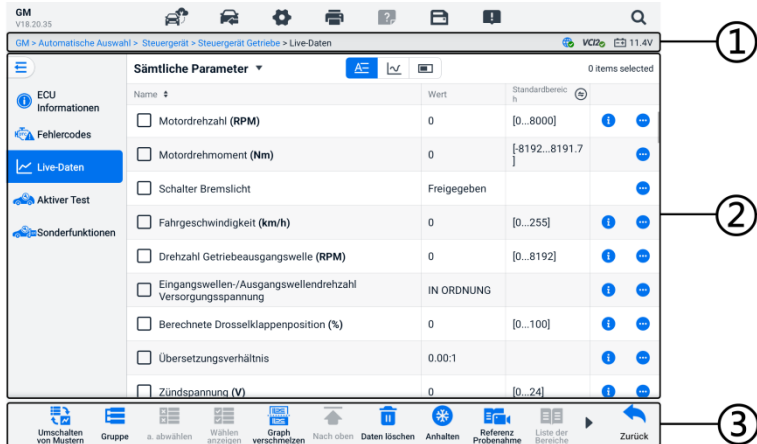 GM
V18.20.35
GM > Automatische Auswahl > Steuergerät > Steuergerät Getriebe > Live-Daten
VCI2 11.4V
1
Sämtliche Parameter ▼
A
0 items selected
Name
Wert
Standardbereic
h
ECU
Informationen
Fehlercodes
Live-Daten
Aktiver Test
Sonderfunktionen
Motordrehzahl (RPM) 0 [0...8000]
Motordrehmoment (Nm) 0 [-8192...8191.7
]
Schalter Bremslicht Freigegeben
Fahrgeschwindigkeit (km/h) 0 [0...255]
2
Drehzahl Getriebeausgangswelle (RPM) 0 [0...8192]
Eingangswellen-/Ausgangswellendrehzahl
Versorgungsspannung IN ORDNUNG
Berechnete Drosselklappenposition (%) 0 [0...100]
Übersetzungsverhältnis 0.00:1
Zündspannung (V) 0 [0...24]
Umschalten
von Mustern
Gruppe
a. abwählen
Wählen
anzeigen
Graph
verschmelzen
Nach oben
Daten löschen
Anhalten
Referenz
Probenahme
Liste der
Bereiche
Zurück
3